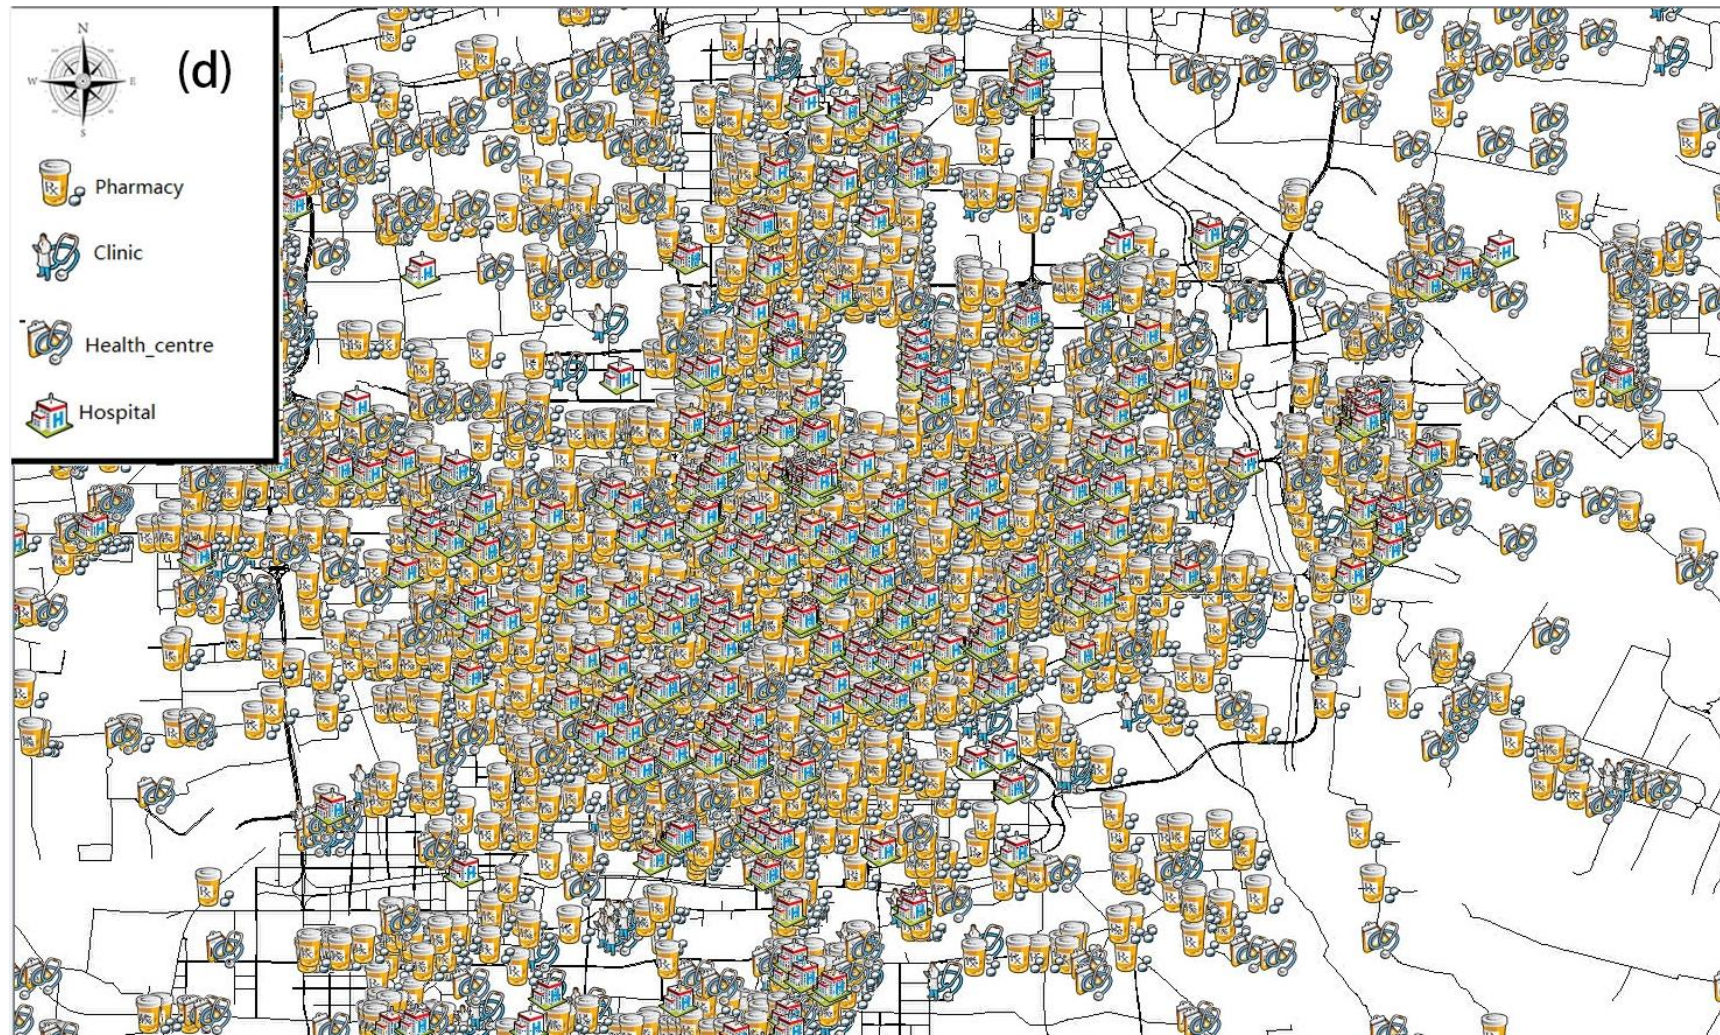 N
(d)
W
E
S
Pharmacy
Clinic
Health_centre
Hospital